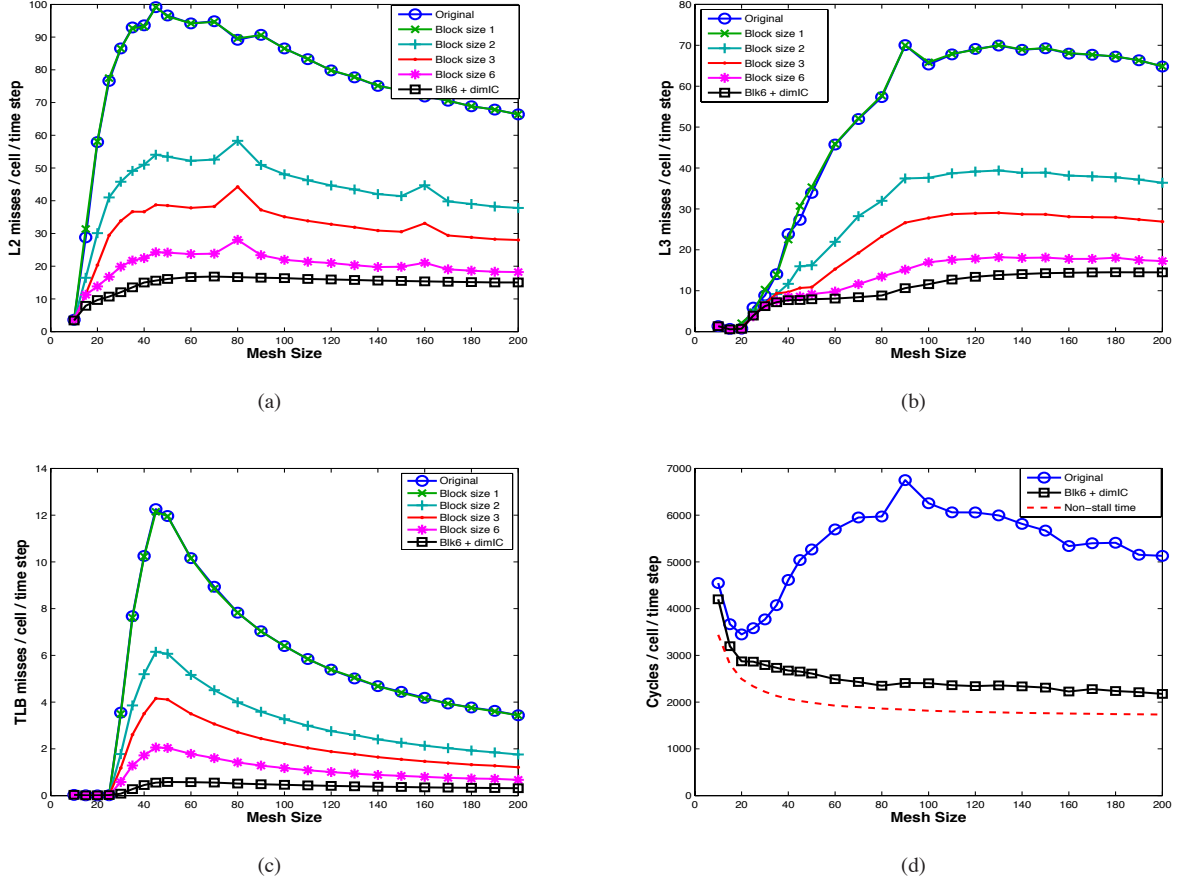 100
90
80
70
60
50
40
30
20
10
0
L2 misses / cell / time step
0 20 40 60 80 100 120 140 160 180 200
Mesh Size
Original
Block size 1
Block size 2
Block size 3
Block size 6
Blk6 + dimIC
(a)
80
70
60
50
40
30
20
10
0
L3 misses / cell / time step
0 20 40 60 80 100 120 140 160 180 200
Mesh Size
Original
Block size 1
Block size 2
Block size 3
Block size 6
Blk6 + dimIC
(b)
14
12
10
8
6
4
2
0
TLB misses / cell / time step
0 20 40 60 80 100 120 140 160 180 200
Mesh Size
Original
Block size 1
Block size 2
Block size 3
Block size 6
Blk6 + dimIC
(c)
7000
6000
5000
4000
3000
2000
1000
0
Cycles / cell / time step
0 20 40 60 80 100 120 140 160 180 200
Mesh Size
Original
Blk6 + dimIC
Non−stall time
(d)